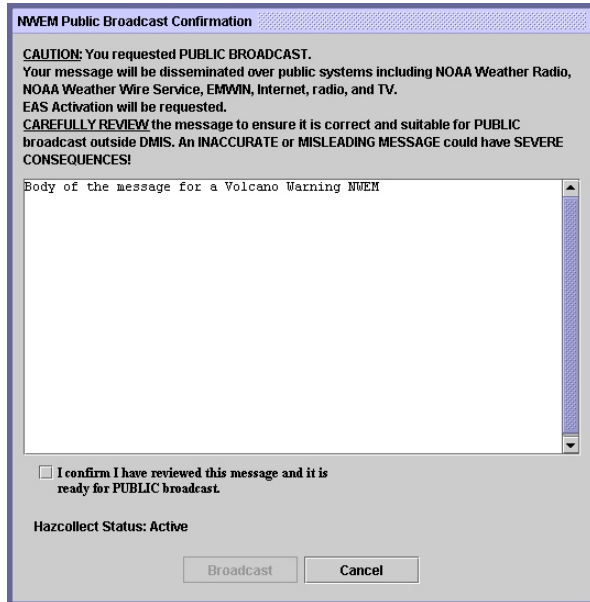 NWEM Public Broadcast Confirmation
CAUTION: You requested PUBLIC BROADCAST.
Your message will be disseminated over public systems including NOAA Weather Radio,
NOAA Weather Wire Service, EMWIN, Internet, radio, and TV.
EAS Activation will be requested.
CAREFULLY REVIEW the message to ensure it is correct and suitable for PUBLIC
broadcast outside DMIS. An INACCURATE or MISLEADING MESSAGE could have SEVERE
CONSEQUENCES!
Body of the message for a Volcano Warning NWEM
I confirm I have reviewed this message and it is
ready for PUBLIC broadcast.
Hazcollect Status: Active
Broadcast Cancel